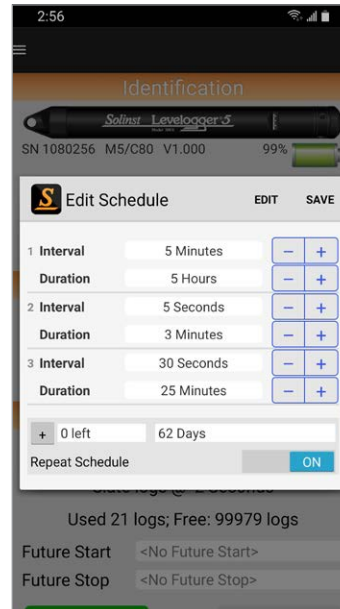 2:56
Identification
Solinst Levelogger 5
SN 1080256 M5/C80 V1.000 99%
S Edit Schedule EDIT SAVE
1 Interval 5 Minutes - +
Duration 5 Hours - +
2 Interval 5 Seconds - +
Duration 3 Minutes - +
3 Interval 30 Seconds - +
Duration 25 Minutes - +
+ 0 left 62 Days
Repeat Schedule ON
Used 21 logs; Free: 99979 logs
Future Start <No Future Start>
Future Stop <No Future Stop>